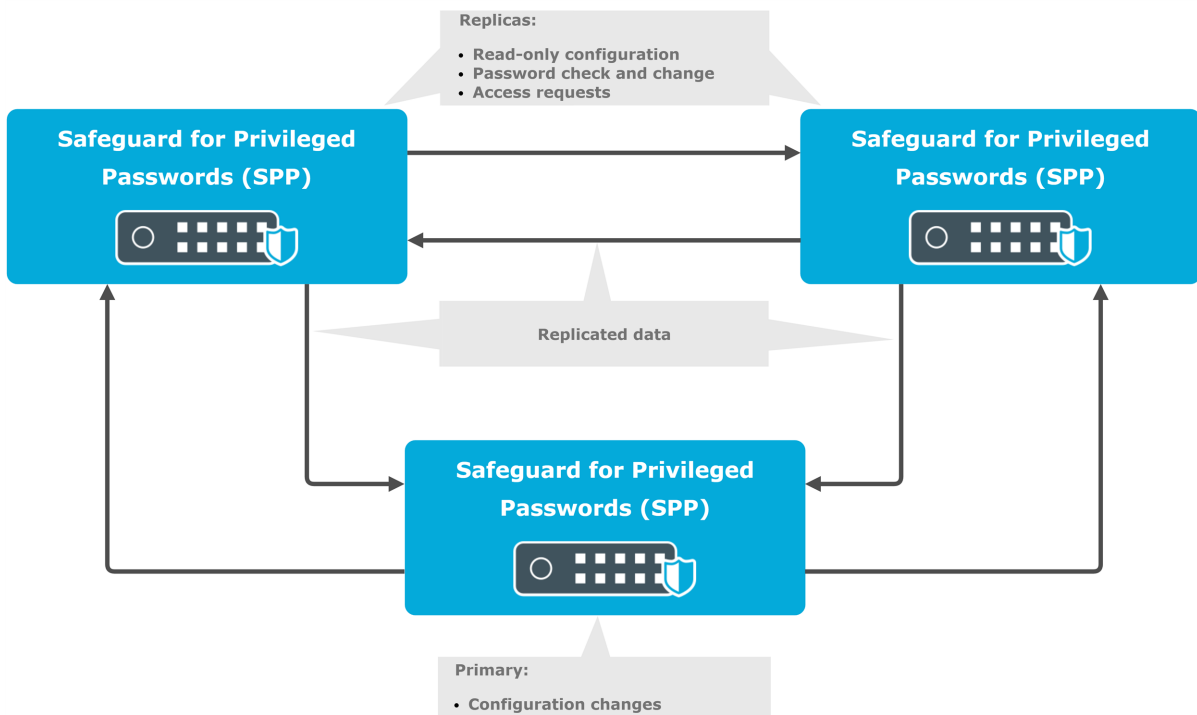 Replicas:
• Read-only configuration
• Password check and change
• Access requests
Safeguard for Privileged
Passwords (SPP)
Safeguard for Privileged
Passwords (SPP)
Replicated data
Safeguard for Privileged
Passwords (SPP)
Primary:
• Configuration changes